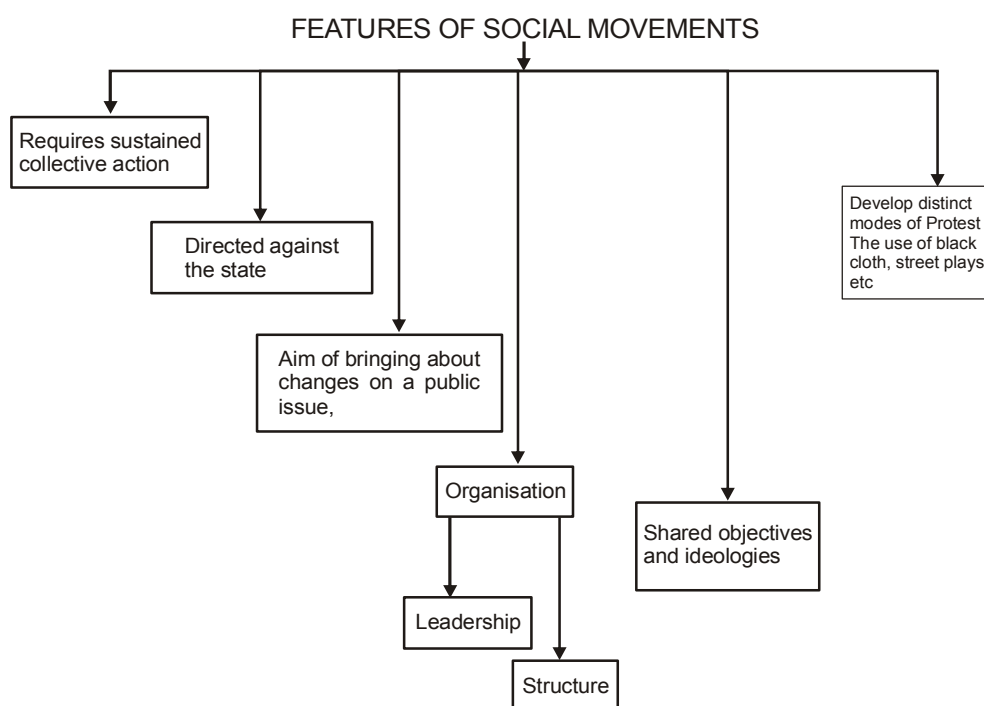 FEATURES OF SOCIAL MOVEMENTS
Requires sustained
collective action
Directed against
the state
Aim of bringing about
changes on a public
issue,
Organisation
Leadership
Structure
Shared objectives
and ideologies
Develop distinct
modes of Protest
The use of black
cloth, street plays
etc